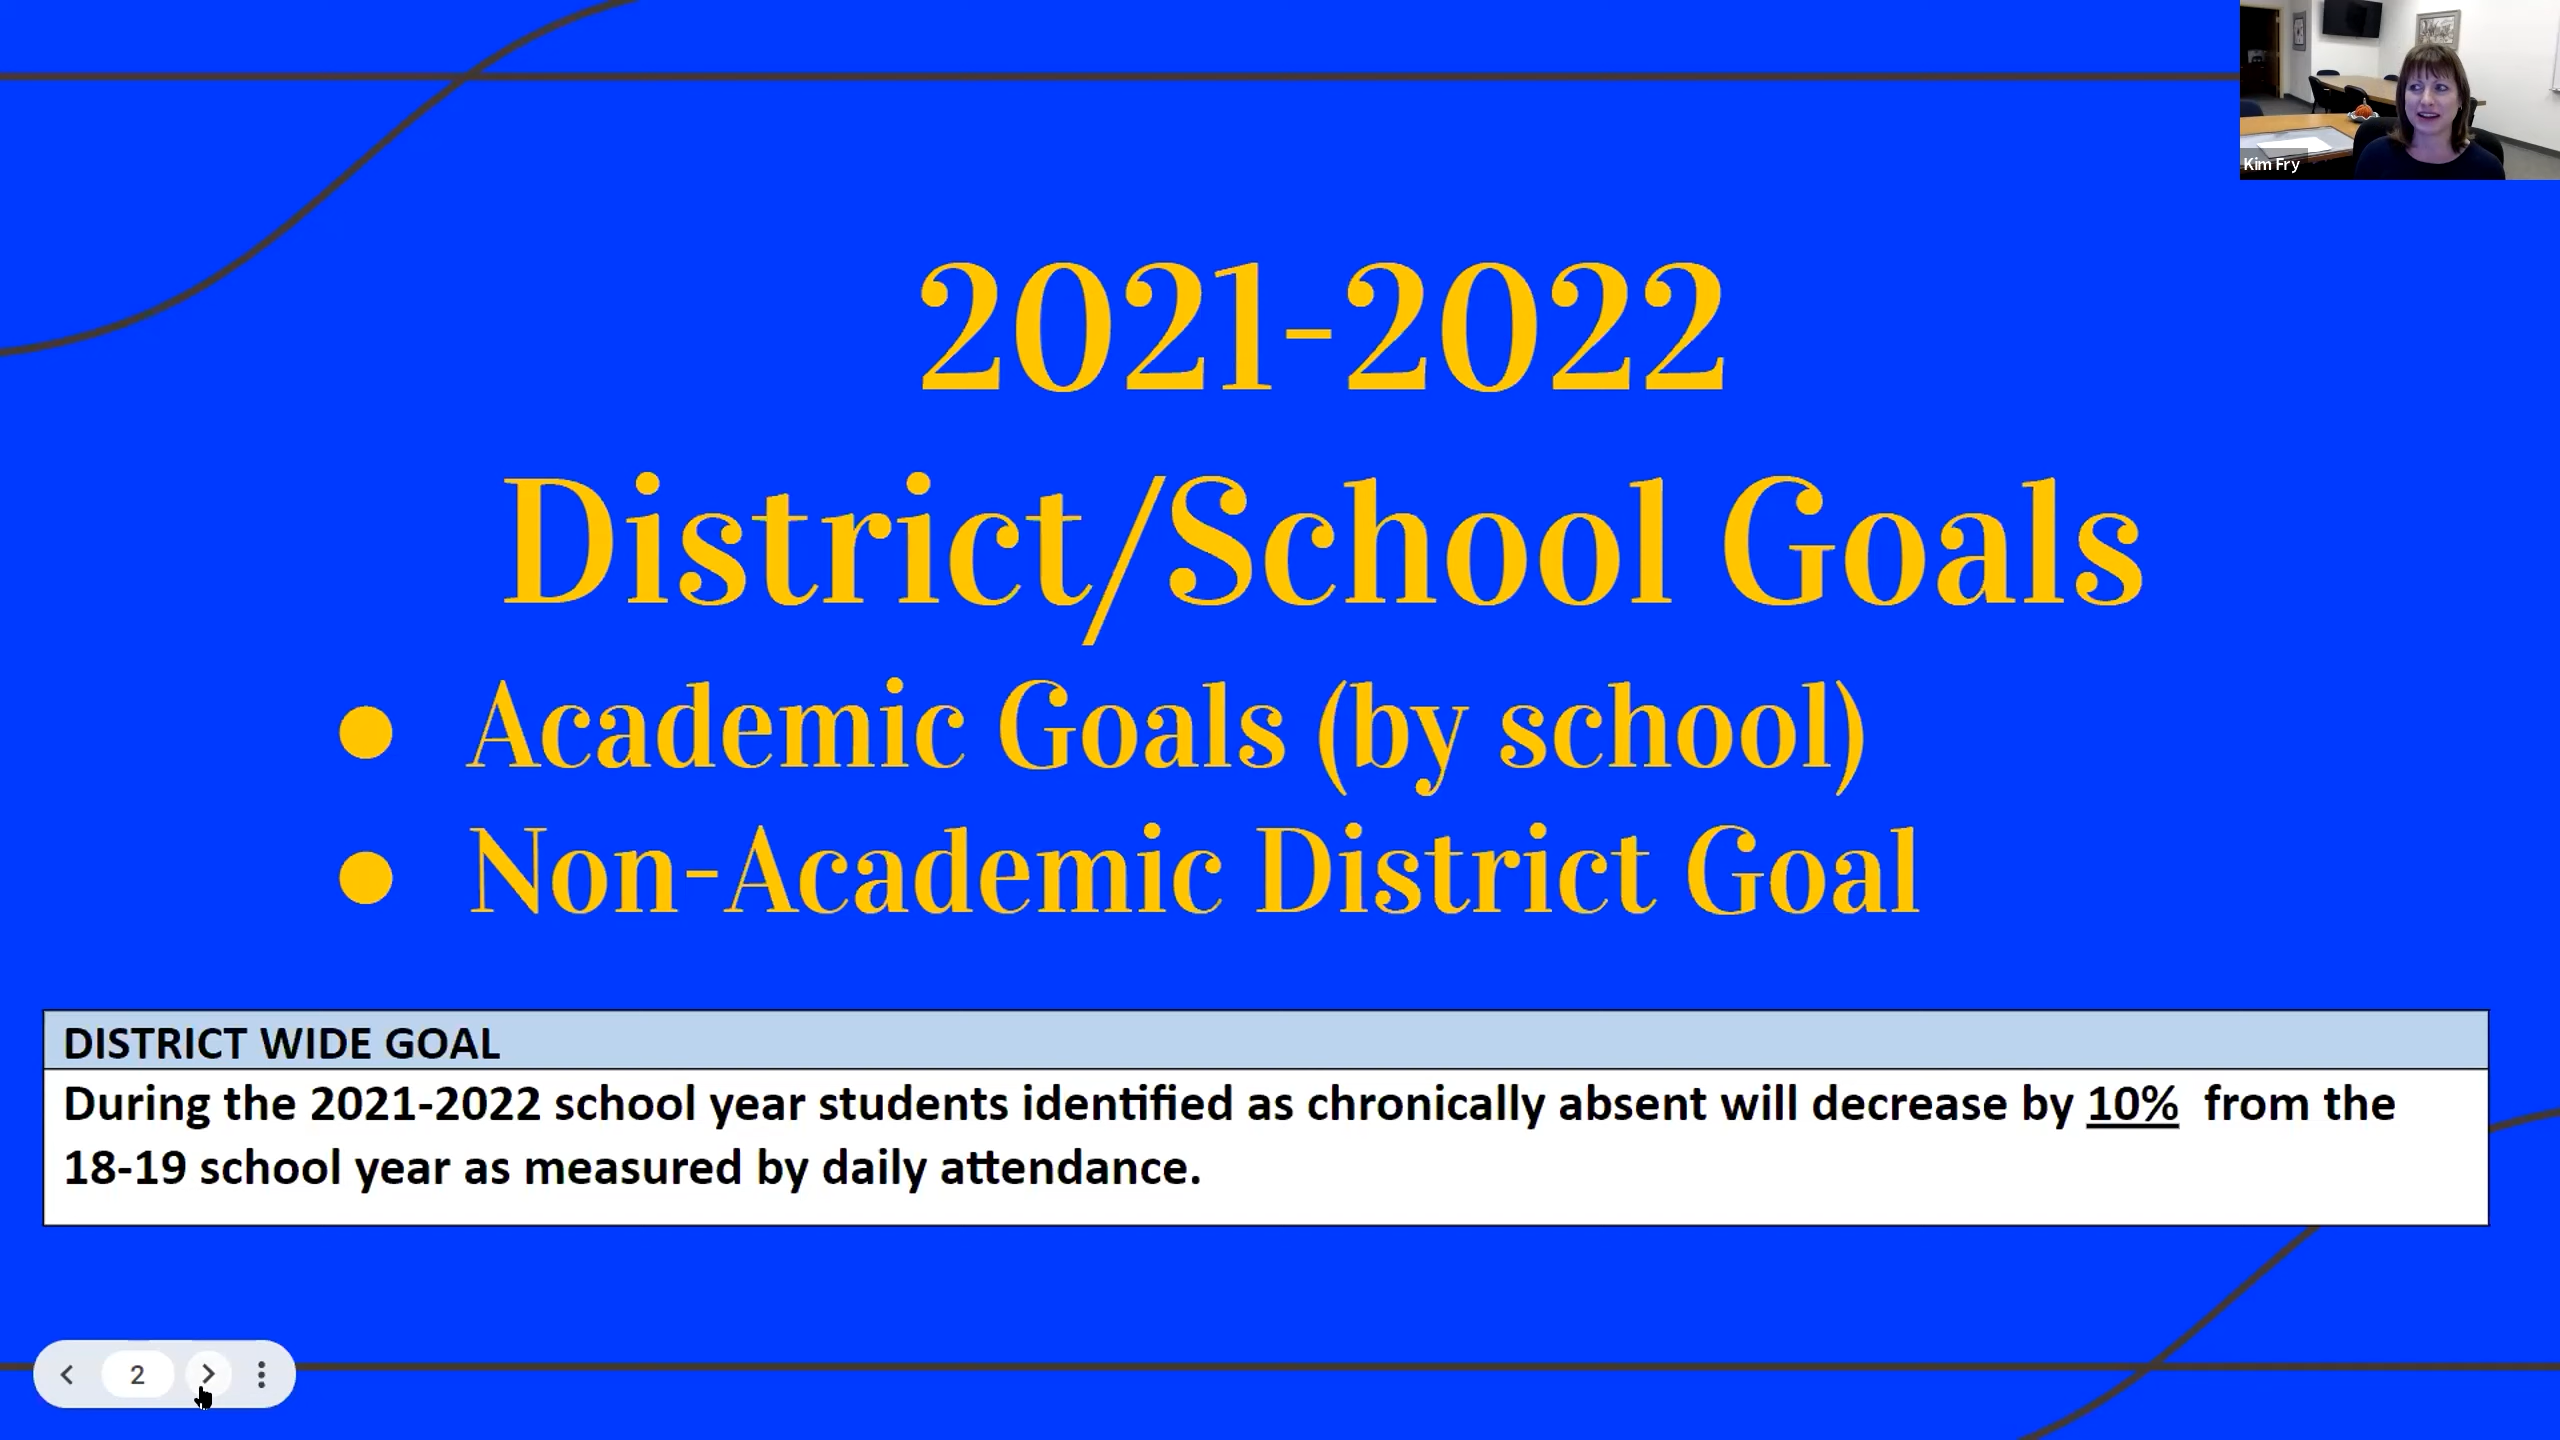 Kim Fry
2021-2022
District/School Goals
● Academic Goals (by school)
● Non-Academic District Goal
DISTRICT WIDE GOAL
During the 2021-2022 school year students identified as chronically absent will decrease by 10% from the
18-19 school year as measured by daily attendance.
2